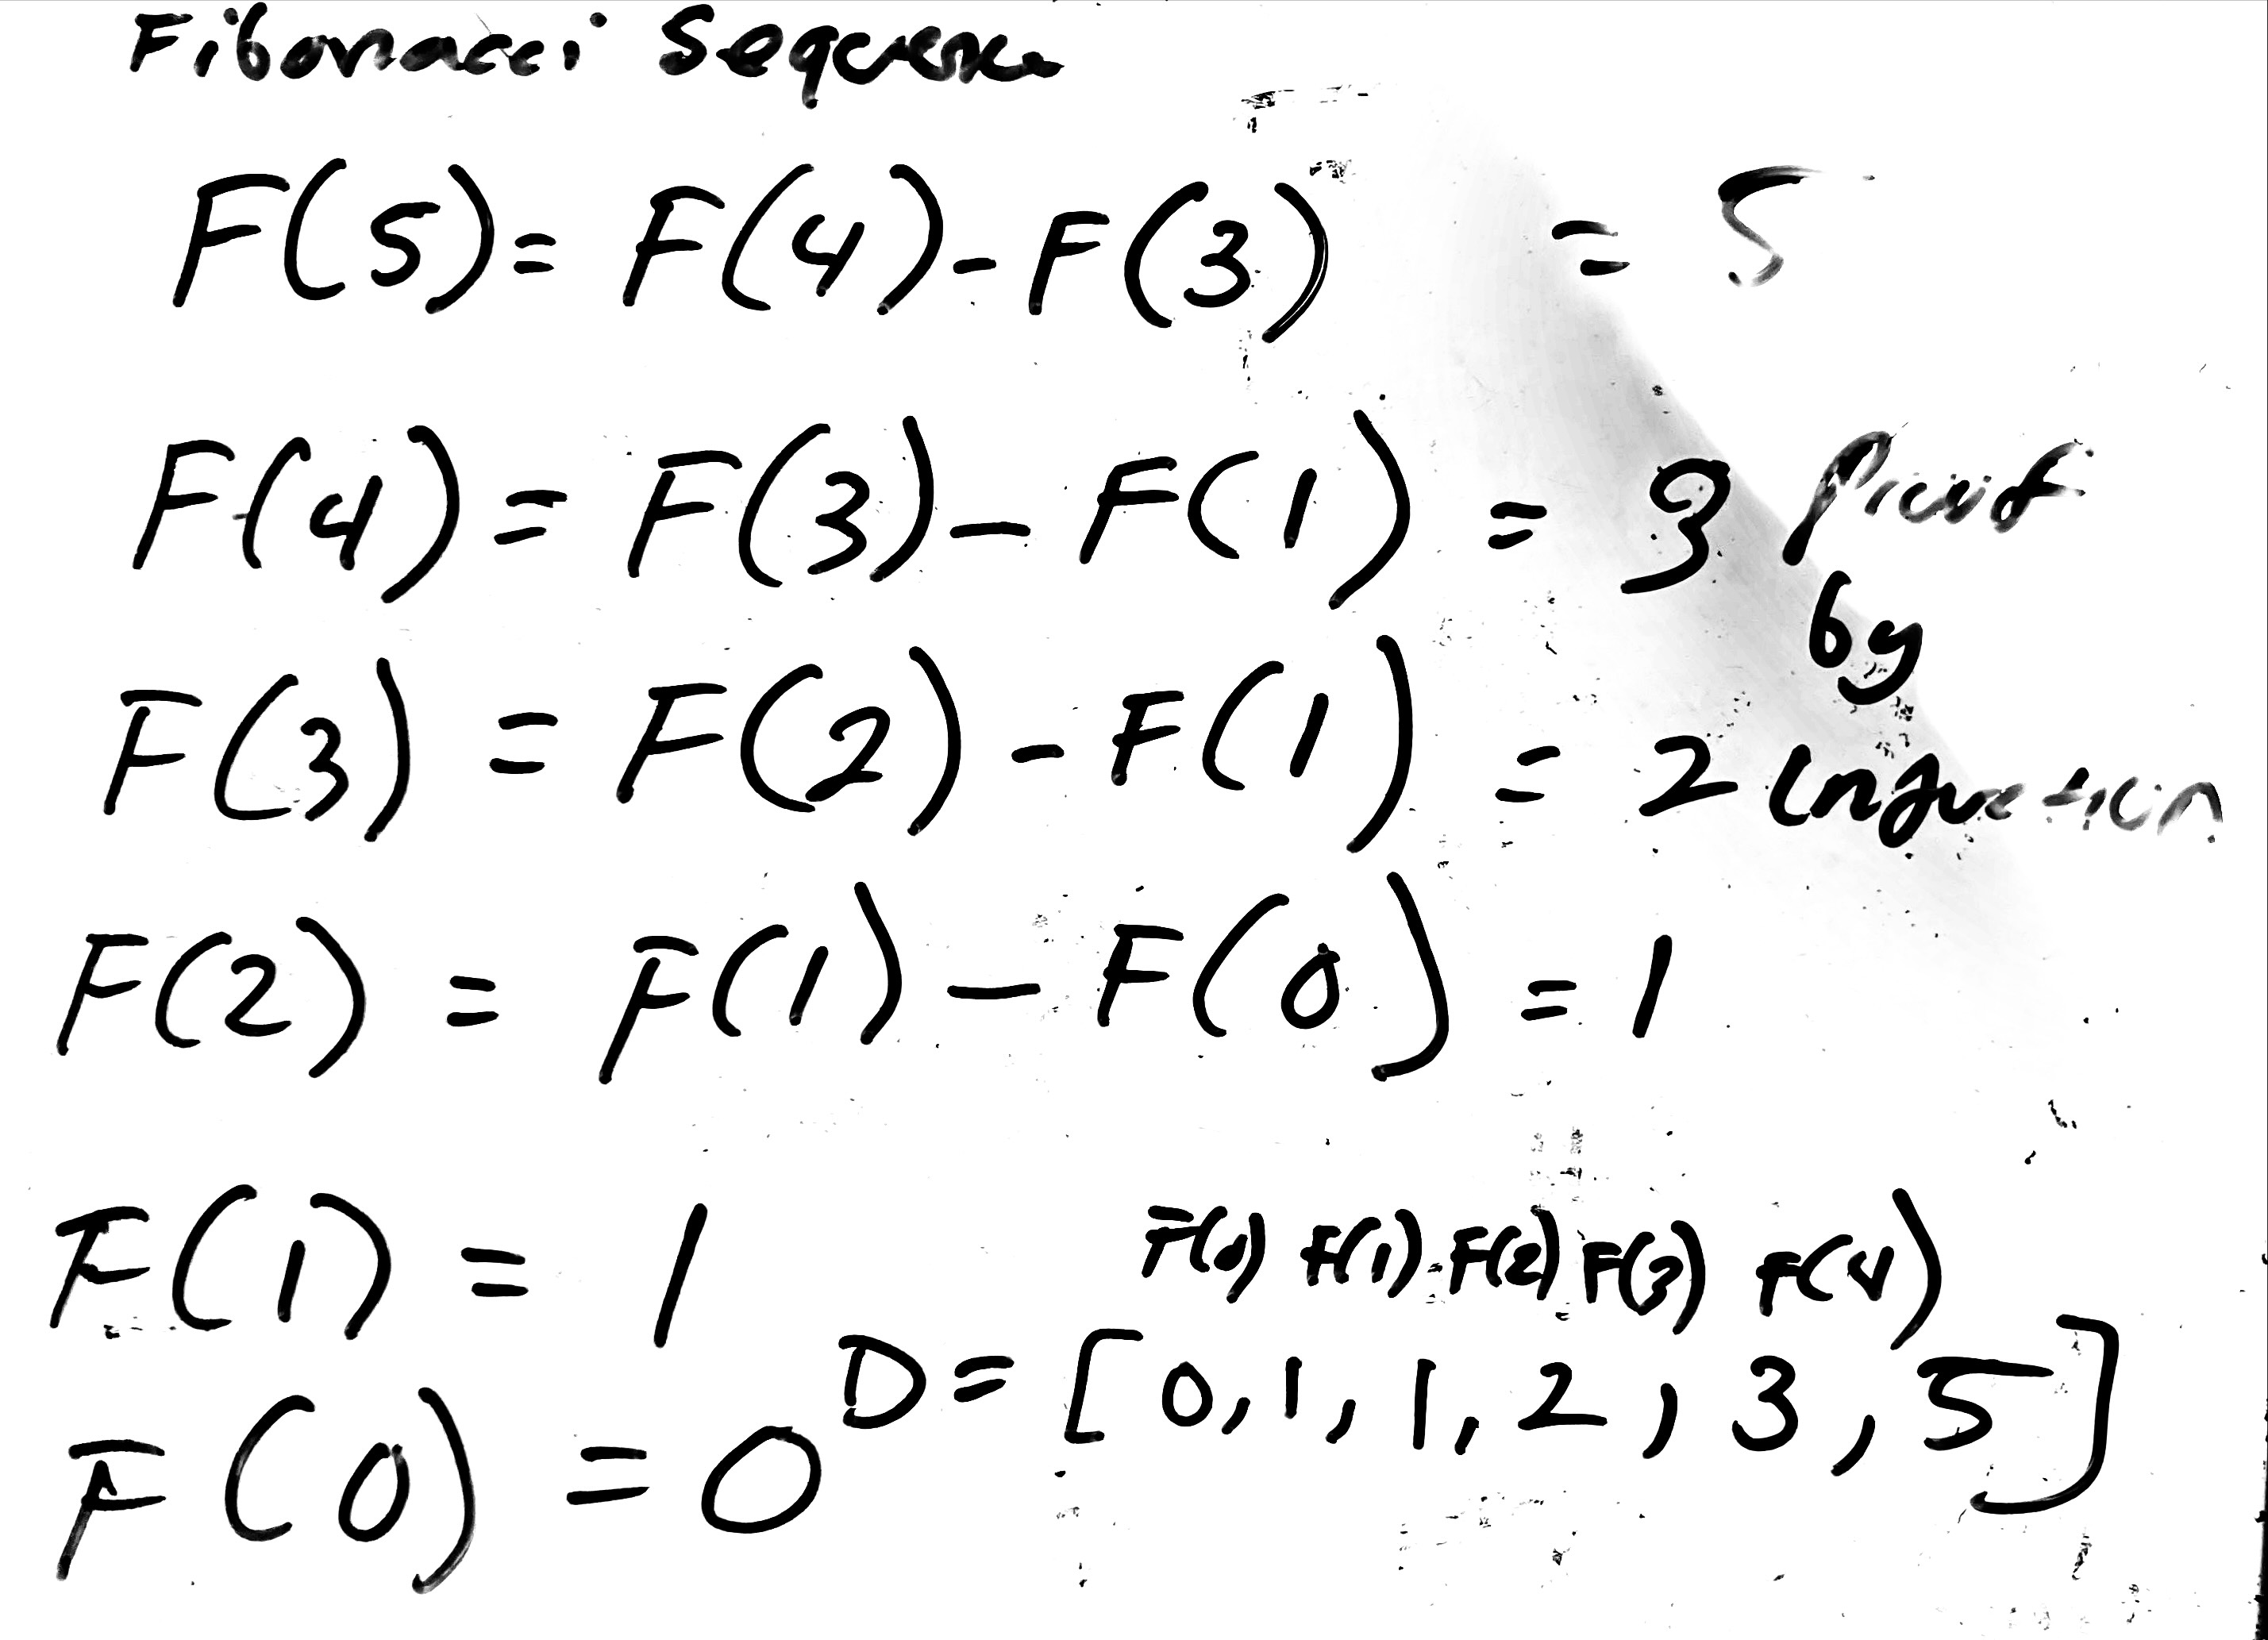 Fibonacci Sequence
F(5) = F(4) - F(3) = 5
F(4) = F(3) - F(1) = 3 Proof
by
F(3) = F(2) - F(1) = 2 induction
F(2) = F(1) - F(0) = 1
F(1) = 1
F(0) F(1) F(2) F(3) F(4)
D = [0, 1, 1, 2, 3, 5]
F(0) = 0